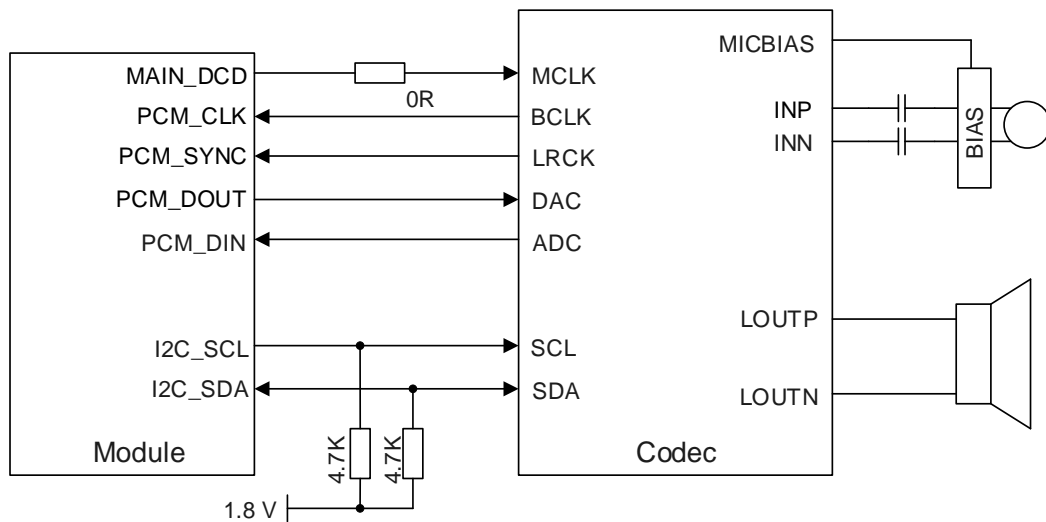 MICBIAS
MAIN_DCD
MCLK
0R
PCM_CLK
BCLK
INP
PCM_SYNC
LRCK
INN
BIAS
PCM_DOUT
DAC
PCM_DIN
ADC
LOUTP
I2C_SCL
SCL
I2C_SDA
SDA
LOUTN
4.7K
4.7K
Module
Codec
1.8 V